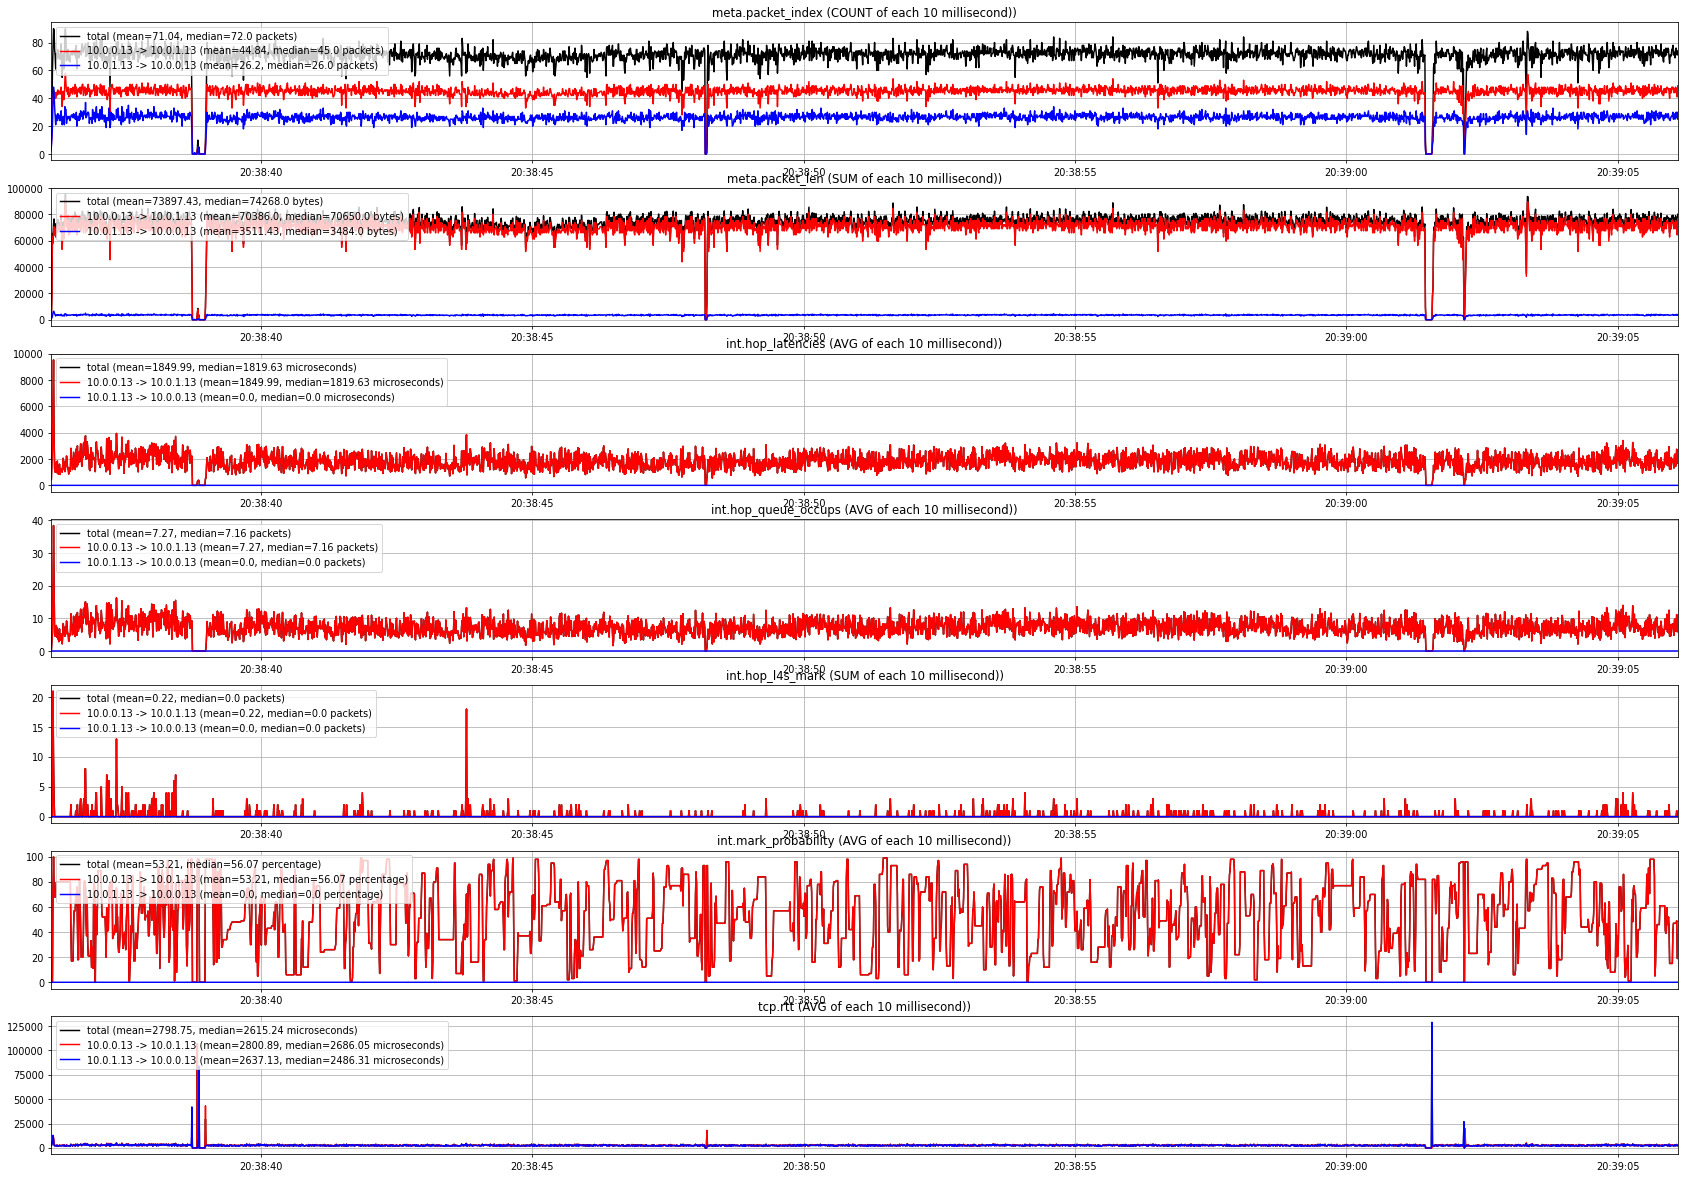 meta.packet_index (COUNT of each 10 millisecond))
total (mean=71.04, median=72.0 packets)
10.0.0.13 -> 10.0.1.13 (mean=44.84, median=45.0 packets)
10.0.1.13 -> 10.0.0.13 (mean=26.2, median=26.0 packets)
80
60
40
20
0
20:38:40 20:38:45 20:38:50 20:38:55 20:39:00 20:39:05
meta.packet_len (SUM of each 10 millisecond))
total (mean=73897.43, median=74268.0 bytes)
10.0.0.13 -> 10.0.1.13 (mean=70386.0, median=70650.0 bytes)
10.0.1.13 -> 10.0.0.13 (mean=3511.43, median=3484.0 bytes)
100000
80000
60000
40000
20000
0
20:38:40 20:38:45 20:38:50 20:38:55 20:39:00 20:39:05
int.hop_latencies (AVG of each 10 millisecond))
total (mean=1849.99, median=1819.63 microseconds)
10.0.0.13 -> 10.0.1.13 (mean=1849.99, median=1819.63 microseconds)
10.0.1.13 -> 10.0.0.13 (mean=0.0, median=0.0 microseconds)
10000
8000
6000
4000
2000
0
20:38:40 20:38:45 20:38:50 20:38:55 20:39:00 20:39:05
int.hop_queue_occups (AVG of each 10 millisecond))
total (mean=7.27, median=7.16 packets)
10.0.0.13 -> 10.0.1.13 (mean=7.27, median=7.16 packets)
10.0.1.13 -> 10.0.0.13 (mean=0.0, median=0.0 packets)
40
30
20
10
0
20:38:40 20:38:45 20:38:50 20:38:55 20:39:00 20:39:05
int.hop_l4s_mark (SUM of each 10 millisecond))
total (mean=0.22, median=0.0 packets)
10.0.0.13 -> 10.0.1.13 (mean=0.22, median=0.0 packets)
10.0.1.13 -> 10.0.0.13 (mean=0.0, median=0.0 packets)
20
15
10
5
0
20:38:40 20:38:45 20:38:50 20:38:55 20:39:00 20:39:05
int.mark_probability (AVG of each 10 millisecond))
total (mean=53.21, median=56.07 percentage)
10.0.0.13 -> 10.0.1.13 (mean=53.21, median=56.07 percentage)
10.0.1.13 -> 10.0.0.13 (mean=0.0, median=0.0 percentage)
100
80
60
40
20
0
20:38:40 20:38:45 20:38:50 20:38:55 20:39:00 20:39:05
tcp.rtt (AVG of each 10 millisecond))
total (mean=2798.75, median=2615.24 microseconds)
10.0.0.13 -> 10.0.1.13 (mean=2800.89, median=2686.05 microseconds)
10.0.1.13 -> 10.0.0.13 (mean=2637.13, median=2486.31 microseconds)
125000
100000
75000
50000
25000
0
20:38:40 20:38:45 20:38:50 20:38:55 20:39:00 20:39:05